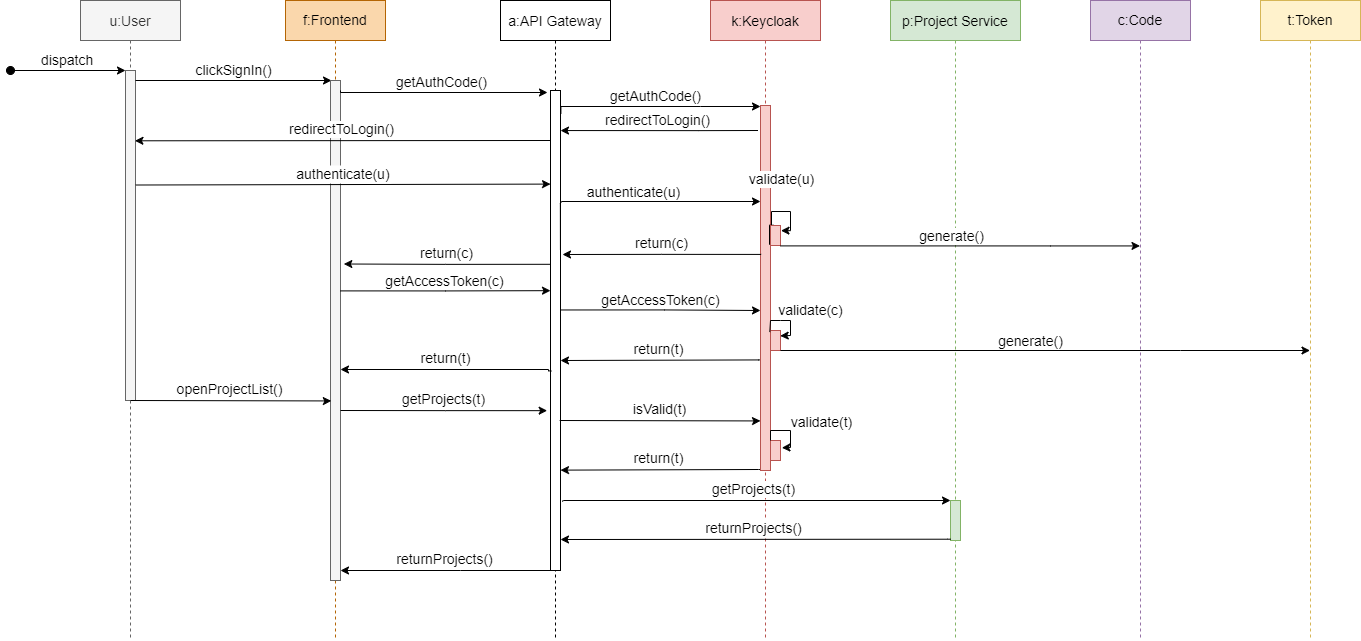 u:User
f:Frontend
a:API Gateway
k:Keycloak
p:Project Service
c:Code
t:Token
dispatch
clickSignIn()
getAuthCode()
getAuthCode()
redirectToLogin()
redirectToLogin()
authenticate(u)
validate(u)
authenticate(u)
generate()
return(c)
return(c)
getAccessToken(c)
getAccessToken(c)
validate(c)
generate()
return(t)
return(t)
openProjectList()
getProjects(t)
isValid(t)
validate(t)
return(t)
getProjects(t)
returnProjects()
returnProjects()